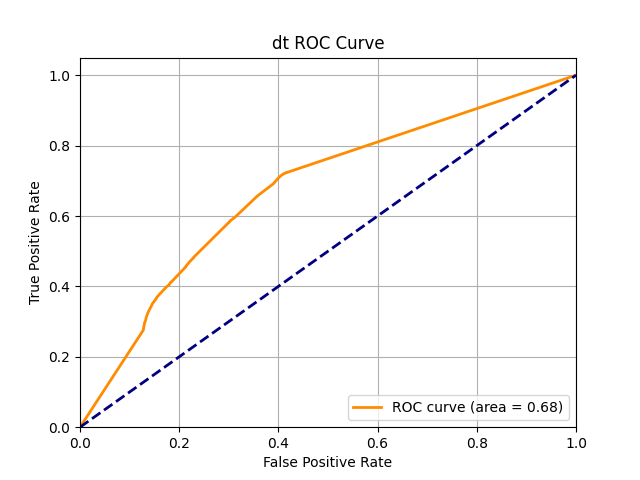 dt ROC Curve
True Positive Rate
1.0
0.8
0.6
0.4
0.2
0.0
ROC curve (area = 0.68)
0.0 0.2 0.4 0.6 0.8 1.0
False Positive Rate